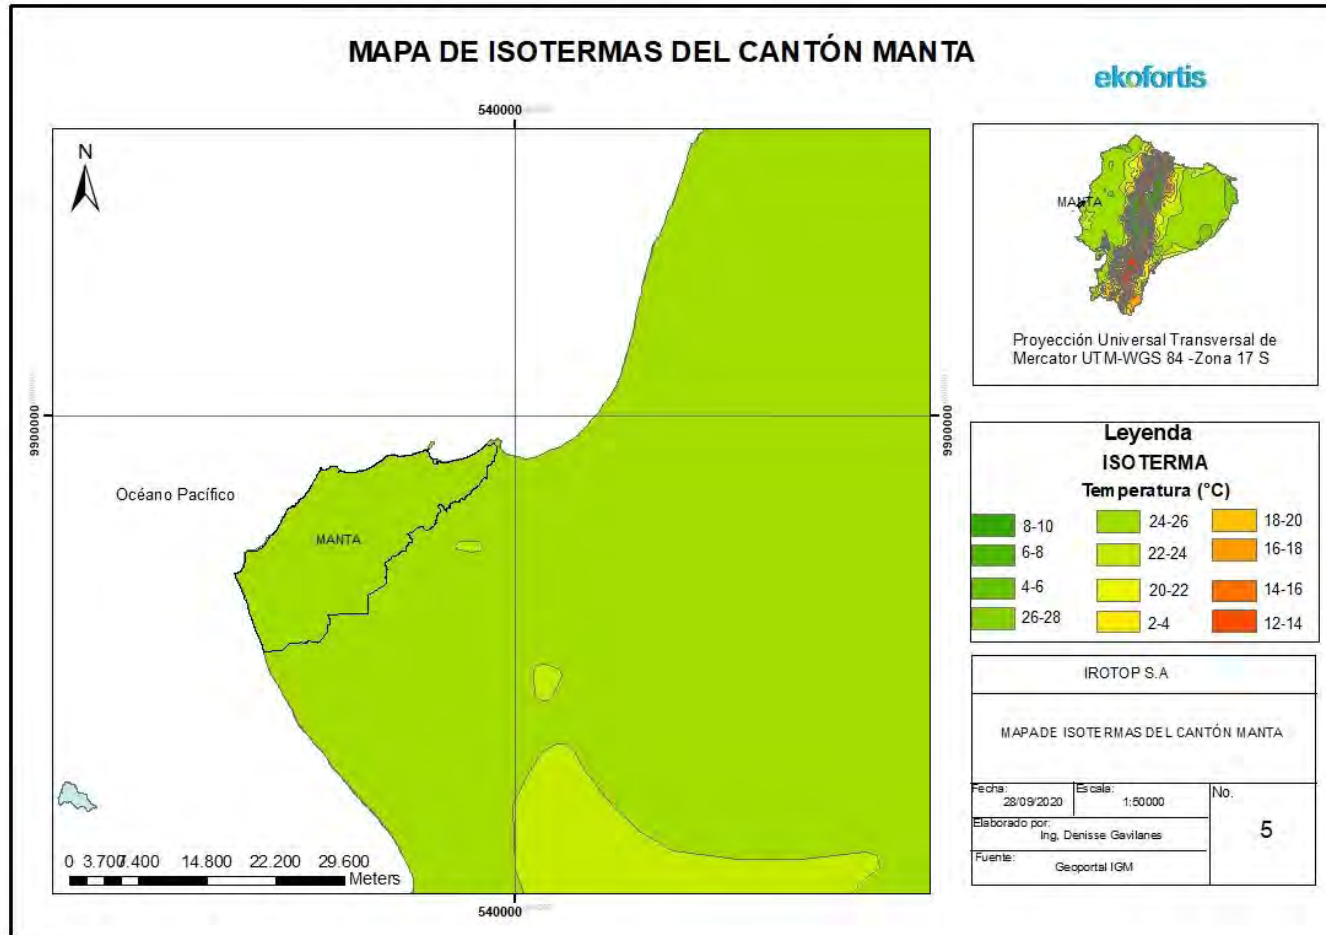 MAPA DE ISOTERMAS DEL CANTÓN MANTA
ekofortis
540000
N
9900000
9900000
Océano Pacífico
MANTA
0 3.700 7.400 14.800 22.200 29.600
Meters
540000
MANTA
Proyección Universal Transversal de
Mercator UTM-WGS 84 -Zona 17 S
Leyenda
ISOTERMA
Temperatura (°C)
8-10
6-8
4-6
26-28
24-26
22-24
20-22
2-4
18-20
16-18
14-16
12-14
IROTOP S.A
MAPA DE ISOTERMAS DEL CANTÓN MANTA
Fecha:
28/09/2020
Escala:
1:50000
No.
5
Elaborado por:
Ing. Denisse Gavilanes
Fuente:
Geoportal IGM